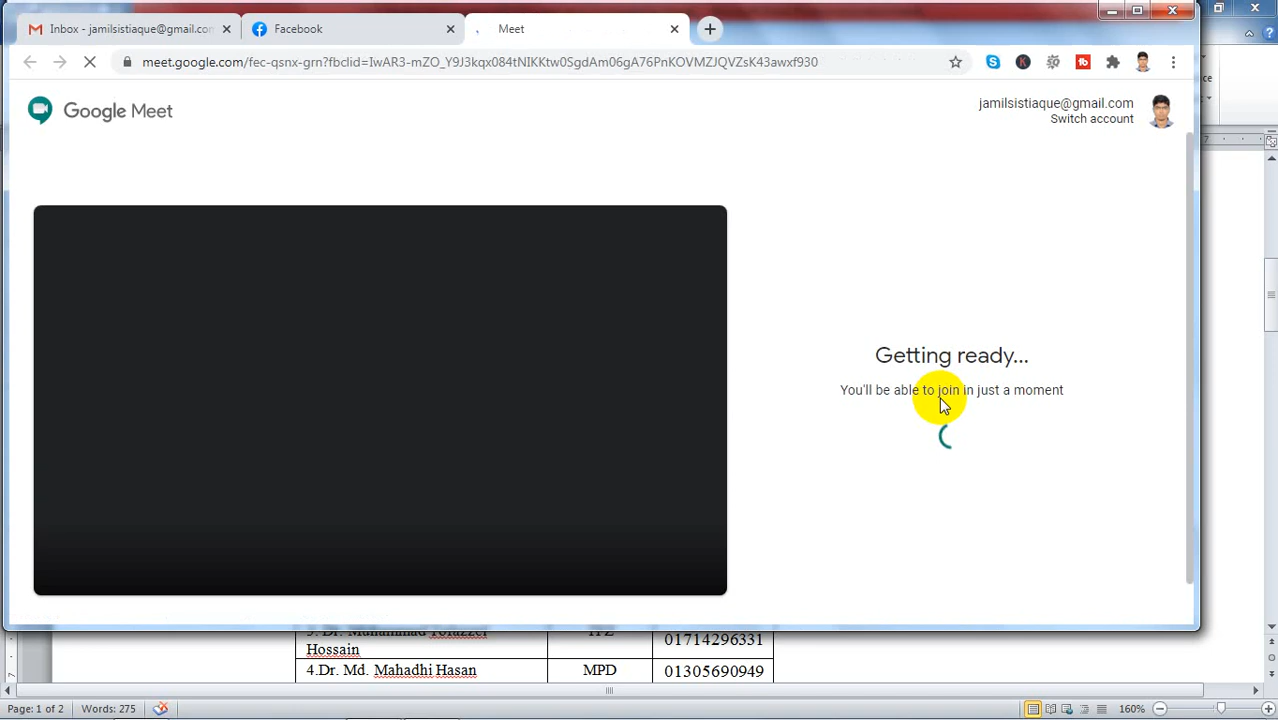 Inbox - jamilsistiaque@gmail.com
Facebook
Meet
meet.google.com/fec-qsnx-grn?fbclid=IwAR3-mZO_Y9J3kqx084tNIKKtw0SgdAm06gA76PnKOVMZJQVZsK43awxf930
Google Meet
jamilsistiaque@gmail.com
Switch account
Getting ready...
You'll be able to join in just a moment
Hossain
01714296331
4.Dr. Md. Mahadhi Hasan MPD 01305690949
Page: 1 of 2 Words: 275 160%